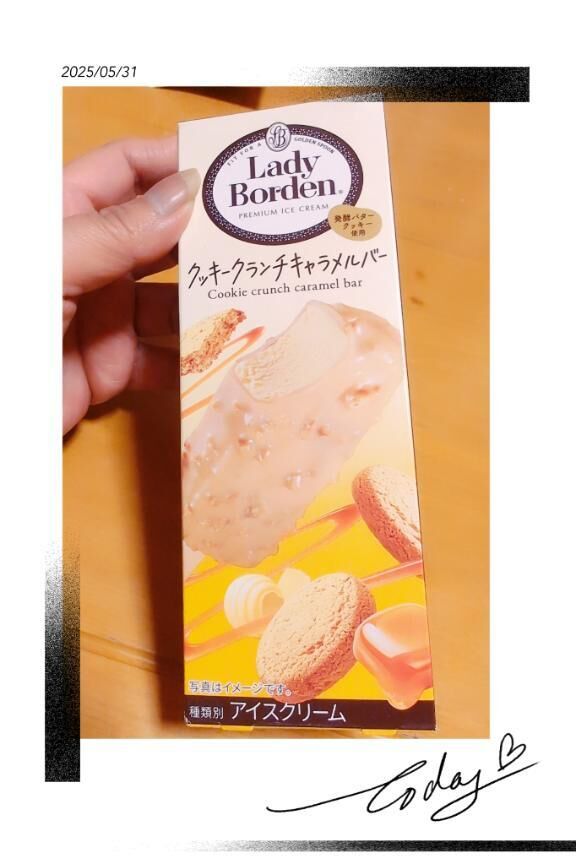 2025/05/31
LB
FIT FOR A GOLDEN SPOON
Lady
Borden®
PREMIUM ICE CREAM
発酵バター
クッキー
使用
クッキークランチキャラメルバー
Cookie crunch caramel bar
写真はイメージです。
種類別 アイスクリーム
today